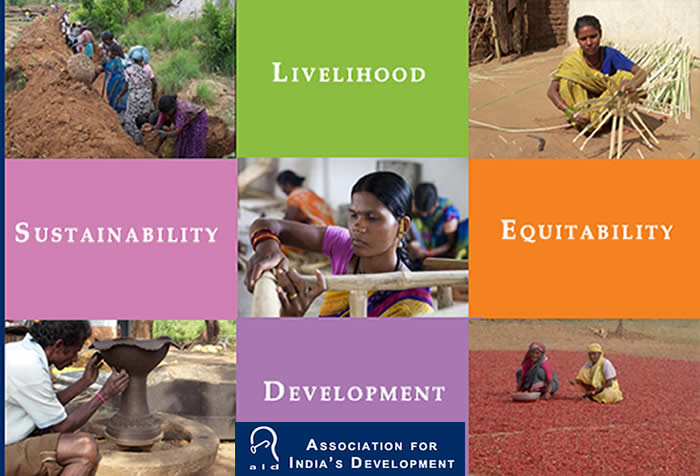 LIVELIHOOD
SUSTAINABILITY
EQUITABILITY
DEVELOPMENT
aid
ASSOCIATION FOR
INDIA'S DEVELOPMENT